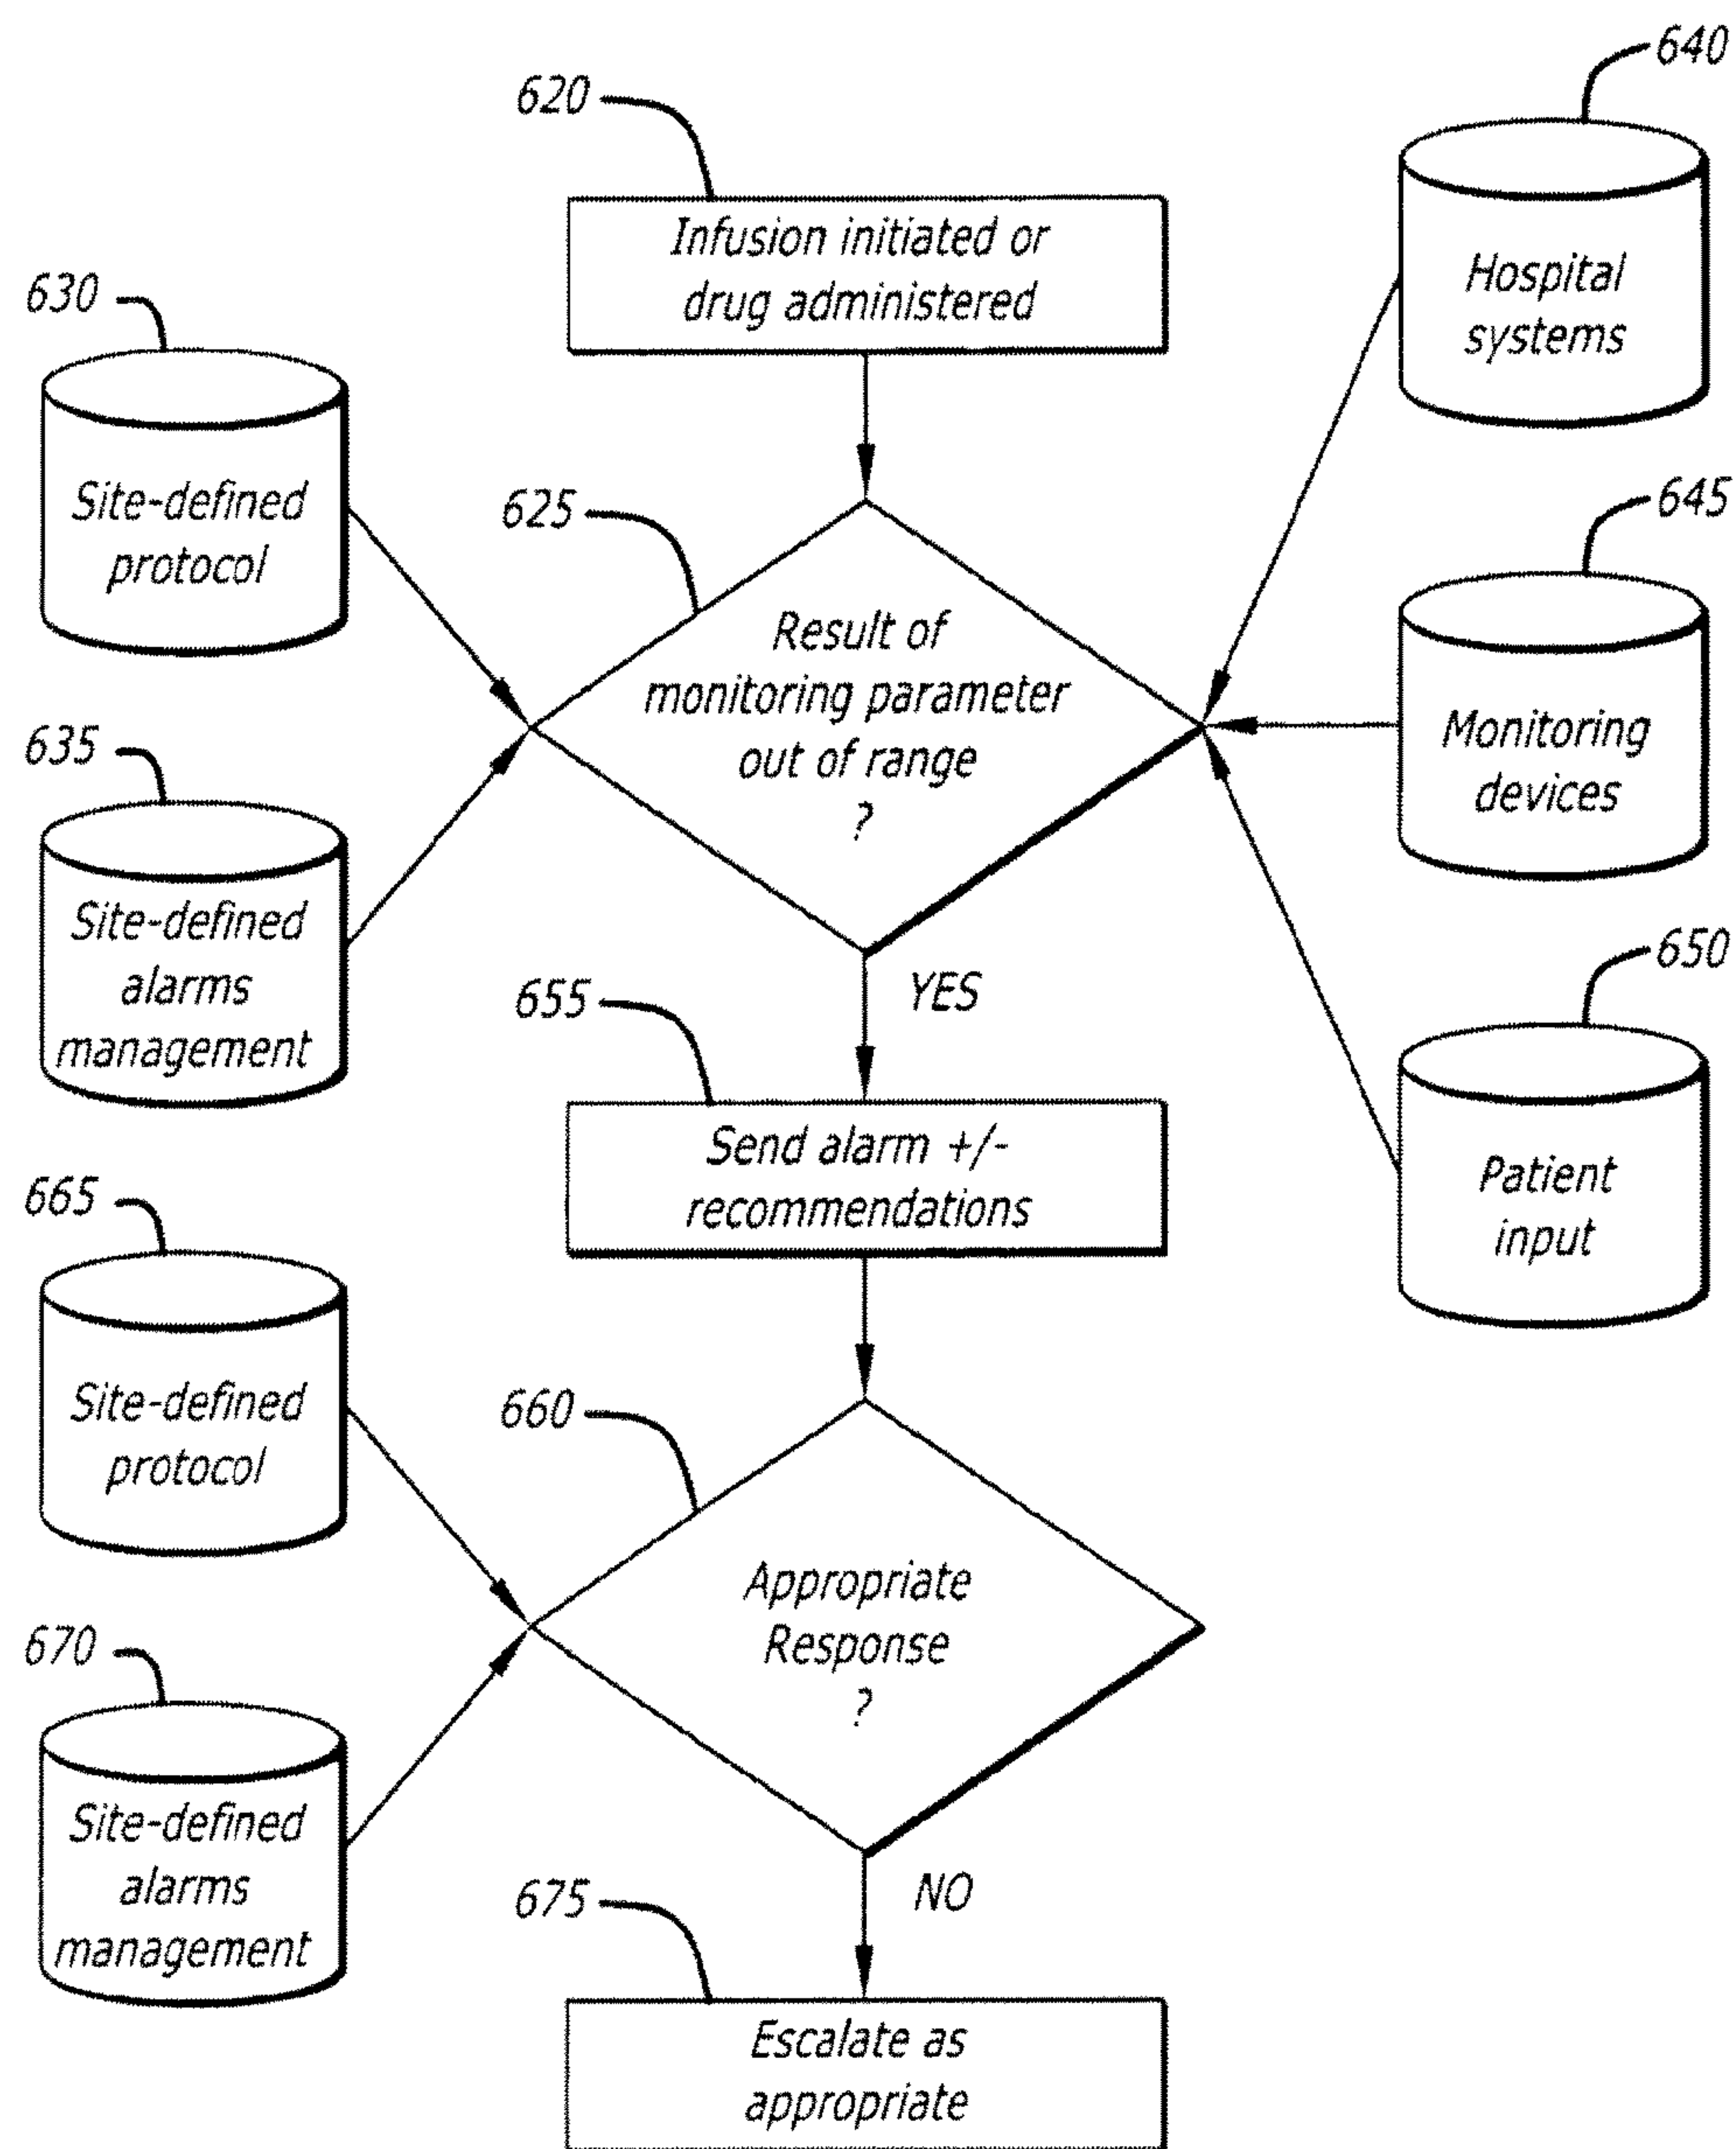 640
620
Infusion initiated or
drug administered
Hospital
systems
630
Site-defined
protocol
625
645
Result of
monitoring parameter
out of range
?
Monitoring
devices
635
Site-defined
alarms
management
650
YES
655
Send alarm +/-
recommendations
Patient
input
665
Site-defined
protocol
660
Appropriate
Response
?
670
Site-defined
alarms
management
NO
675
Escalate as
appropriate